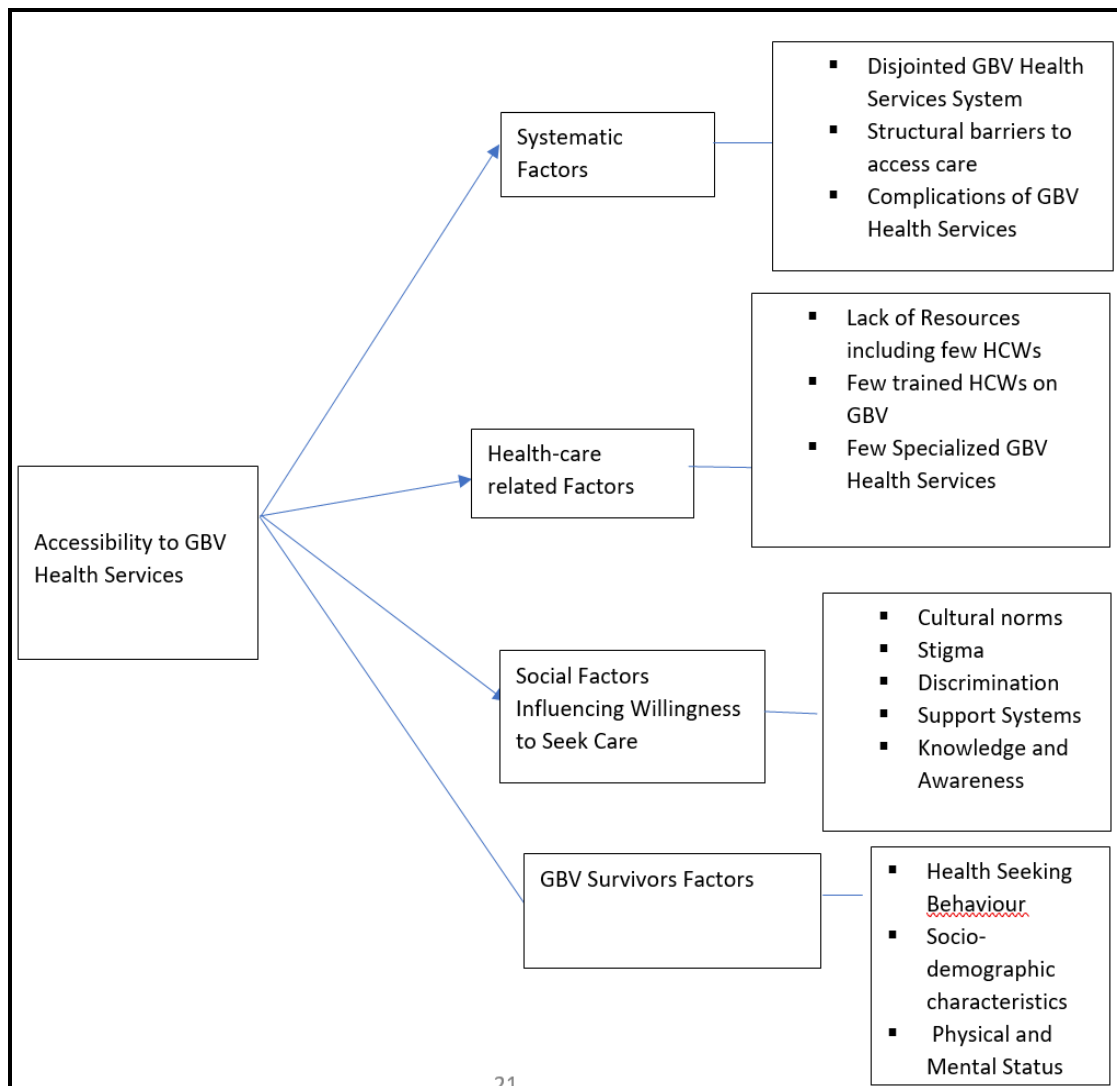 Accessibility to GBV
Health Services
Systematic
Factors
▪ Disjointed GBV Health
Services System
▪ Structural barriers to
access care
▪ Complications of GBV
Health Services
Health-care
related Factors
▪ Lack of Resources
including few HCWs
▪ Few trained HCWs on
GBV
▪ Few Specialized GBV
Health Services
Social Factors
Influencing Willingness
to Seek Care
▪ Cultural norms
▪ Stigma
▪ Discrimination
▪ Support Systems
▪ Knowledge and
Awareness
GBV Survivors Factors
▪ Health Seeking
Behaviour
▪ Socio-
demographic
characteristics
▪ Physical and
Mental Status
21